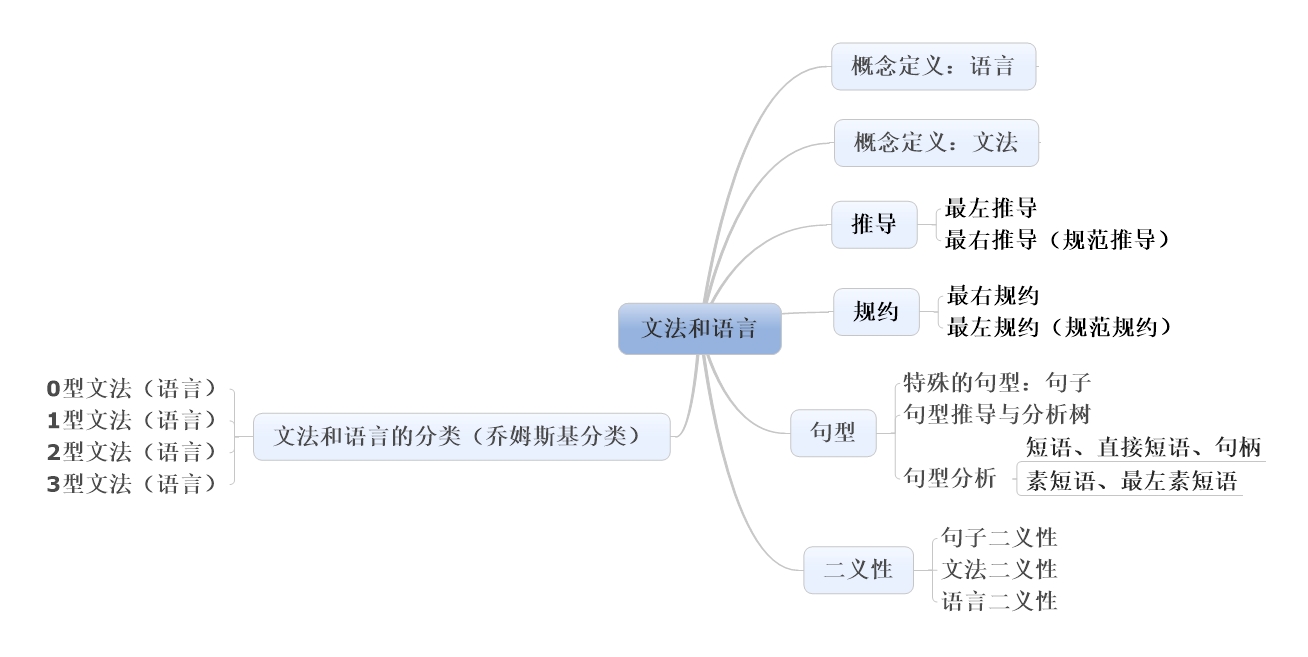 概念定义：语言
概念定义：文法
推导
最左推导
最右推导（规范推导）
规约
最右规约
最左规约（规范规约）
文法和语言
句型
特殊的句型：句子
句型推导与分析树
句型分析
短语、直接短语、句柄
素短语、最左素短语
二义性
句子二义性
文法二义性
语言二义性
文法和语言的分类（乔姆斯基分类）
0型文法（语言）
1型文法（语言）
2型文法（语言）
3型文法（语言）